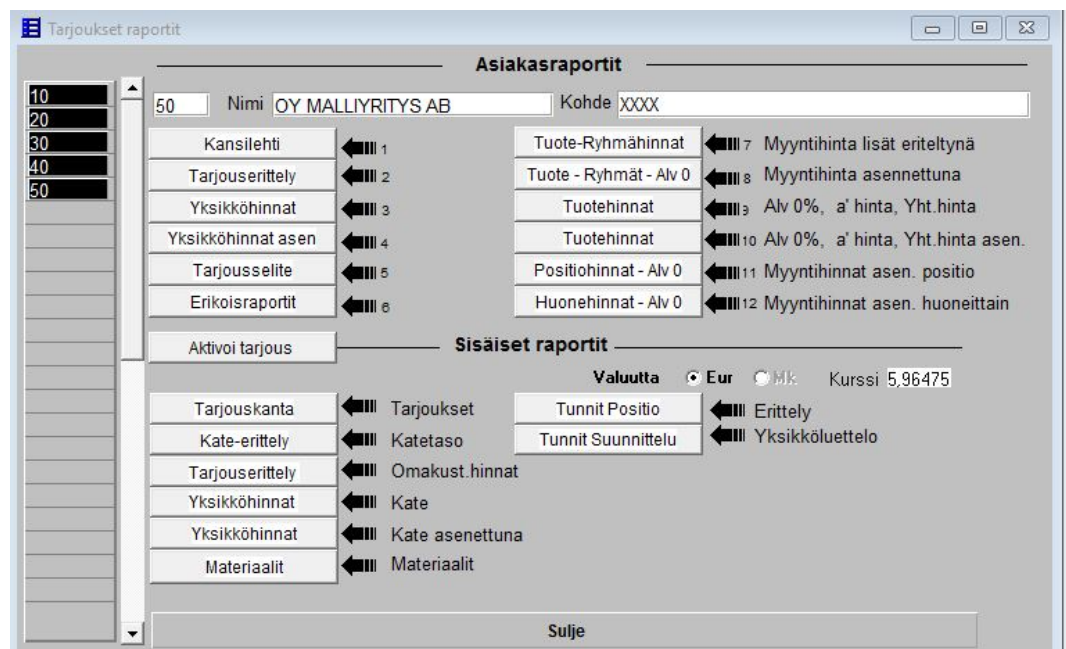 Tarjoukset raportit
Asiakasraportit
10
20
30
40
50
50 Nimi OY MALLIYRITYS AB Kohde XXXX
Kansilehti 1 Tuote-Ryhmähinnat 7 Myyntihinta lisät eriteltynä
Tarjouserittely 2 Tuote - Ryhmät - Alv 0 8 Myyntihinta asennettuna
Yksikköhinnat 3 Tuotehinnat 9 Alv 0%, a' hinta, Yht.hinta
Yksikköhinnat asen 4 Tuotehinnat 10 Alv 0%, a' hinta, Yht.hinta asen.
Tarjousselite 5 Positiohinnat - Alv 0 11 Myyntihinnat asen. positio
Erikoisraportit 6 Huonehinnat - Alv 0 12 Myyntihinnat asen. huoneittain
Aktivoi tarjous Sisäiset raportit
Valuutta Eur Mk Kurssi 5,96475
Tarjouskanta Tarjoukset Tunnit Positio Erittely
Kate-erittely Katetaso Tunnit Suunnittelu Yksikköluettelo
Tarjouserittely Omakust.hinnat
Yksikköhinnat Kate
Yksikköhinnat Kate asenettuna
Materiaalit Materiaalit
Sulje